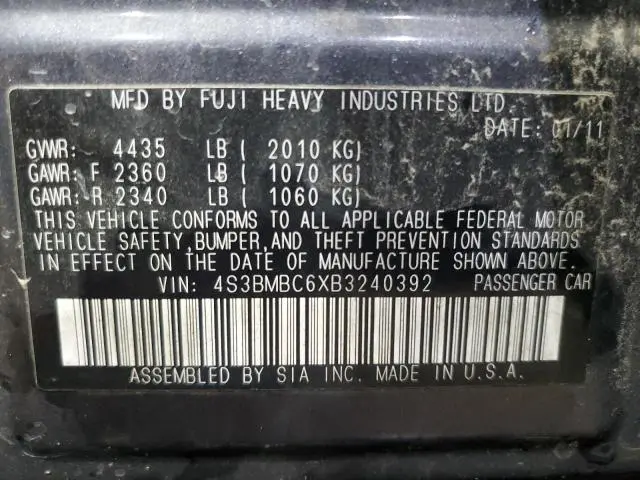 MFD BY FUJI HEAVY INDUSTRIES LTD.
DATE: 01/11
GVWR: 4435 LB ( 2010 KG)
GAWR: F 2360 LB ( 1070 KG)
GAWR: R 2340 LB ( 1060 KG)
THIS VEHICLE CONFORMS TO ALL APPLICABLE FEDERAL MOTOR
VEHICLE SAFETY, BUMPER, AND THEFT PREVENTION STANDARDS
IN EFFECT ON THE DATE OF MANUFACTURE SHOWN ABOVE.
VIN: 4S3BMBC6XB3240392 PASSENGER CAR
ASSEMBLED BY SIA INC. MADE IN U.S.A.